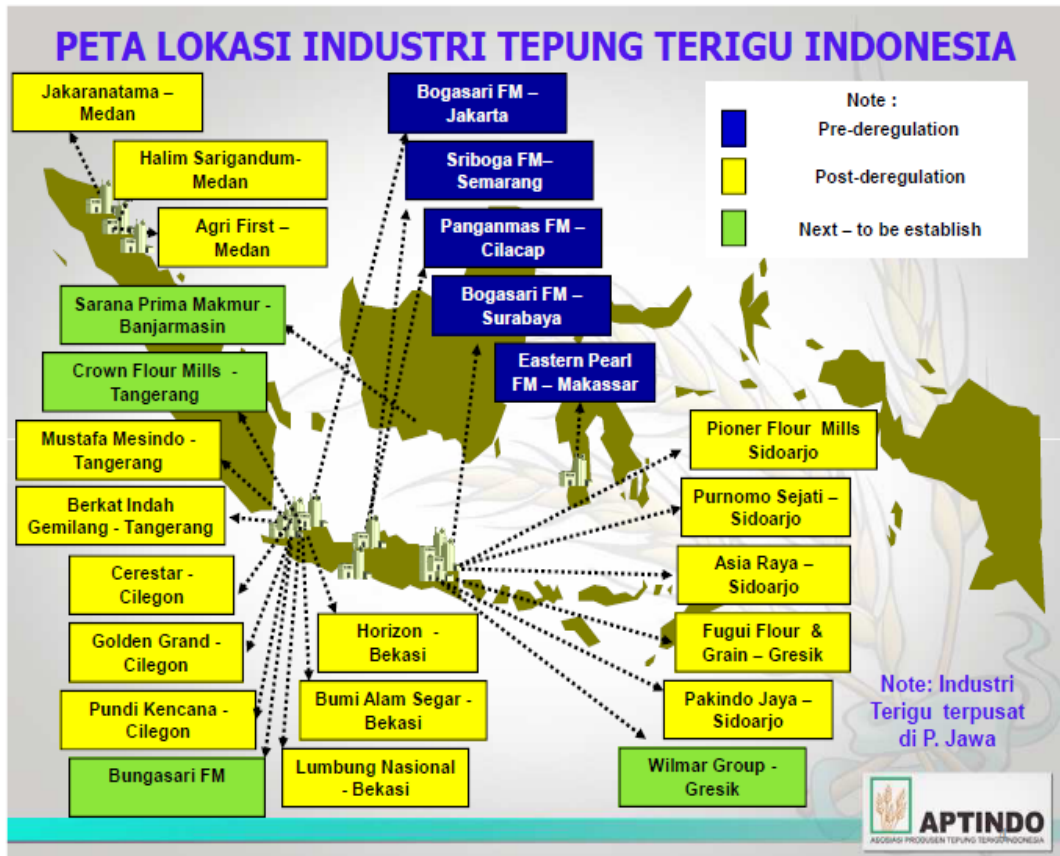 PETA LOKASI INDUSTRI TEPUNG TERIGU INDONESIA
Jakaranatama –
Medan
Halim Sarigandum-
Medan
Agri First –
Medan
Sarana Prima Makmur -
Banjarmasin
Crown Flour Mills -
Tangerang
Mustafa Mesindo -
Tangerang
Berkat Indah
Gemilang - Tangerang
Cerestar -
Cilegon
Golden Grand -
Cilegon
Pundi Kencana -
Cilegon
Bungasari FM
Bogasari FM –
Jakarta
Sriboga FM–
Semarang
Panganmas FM –
Cilacap
Bogasari FM –
Surabaya
Eastern Pearl
FM – Makassar
Horizon -
Bekasi
Bumi Alam Segar -
Bekasi
Lumbung Nasional
- Bekasi
Note :
Pre-deregulation
Post-deregulation
Next – to be establish
Pioner Flour Mills
Sidoarjo
Purnomo Sejati –
Sidoarjo
Asia Raya –
Sidoarjo
Fugui Flour &
Grain – Gresik
Pakindo Jaya –
Sidoarjo
Wilmar Group -
Gresik
Note: Industri
Terigu terpusat
di P. Jawa
APTINDO
ASOSIASI PRODUSEN TEPUNG TERIGU INDONESIA